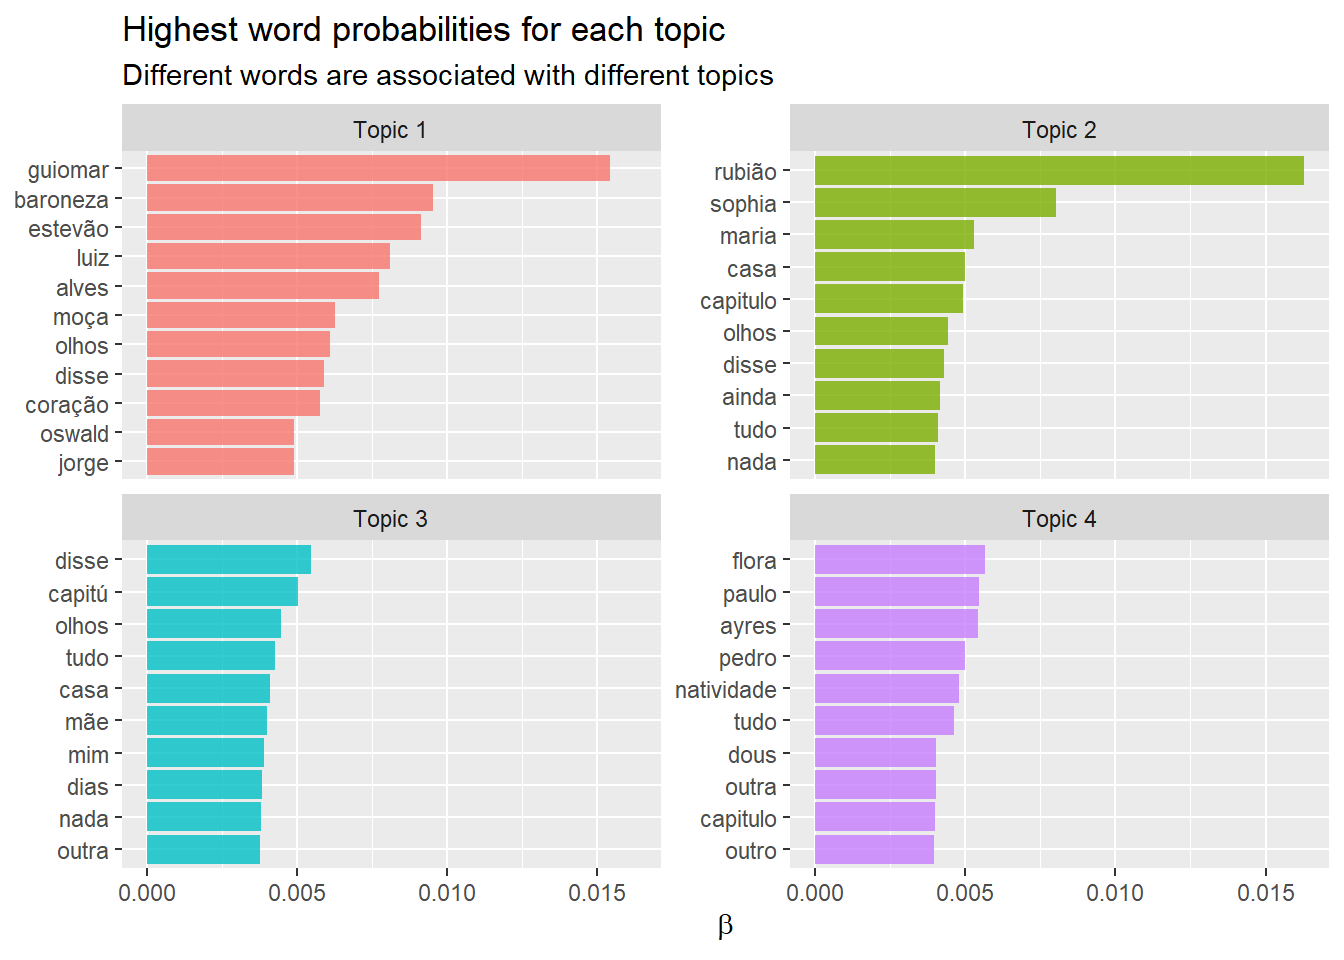 Highest word probabilities for each topic
Different words are associated with different topics
Topic 1
guiomar
baroneza
estevão
luiz
alves
moça
olhos
disse
coração
oswald
jorge
Topic 2
rubião
sophia
maria
casa
capitulo
olhos
disse
ainda
tudo
nada
Topic 3
disse
capitú
olhos
tudo
casa
mãe
mim
dias
nada
outra
0.000 0.005 0.010 0.015
Topic 4
flora
paulo
ayres
pedro
natividade
tudo
dous
outra
capitulo
outro
0.000 0.005 0.010 0.015
β